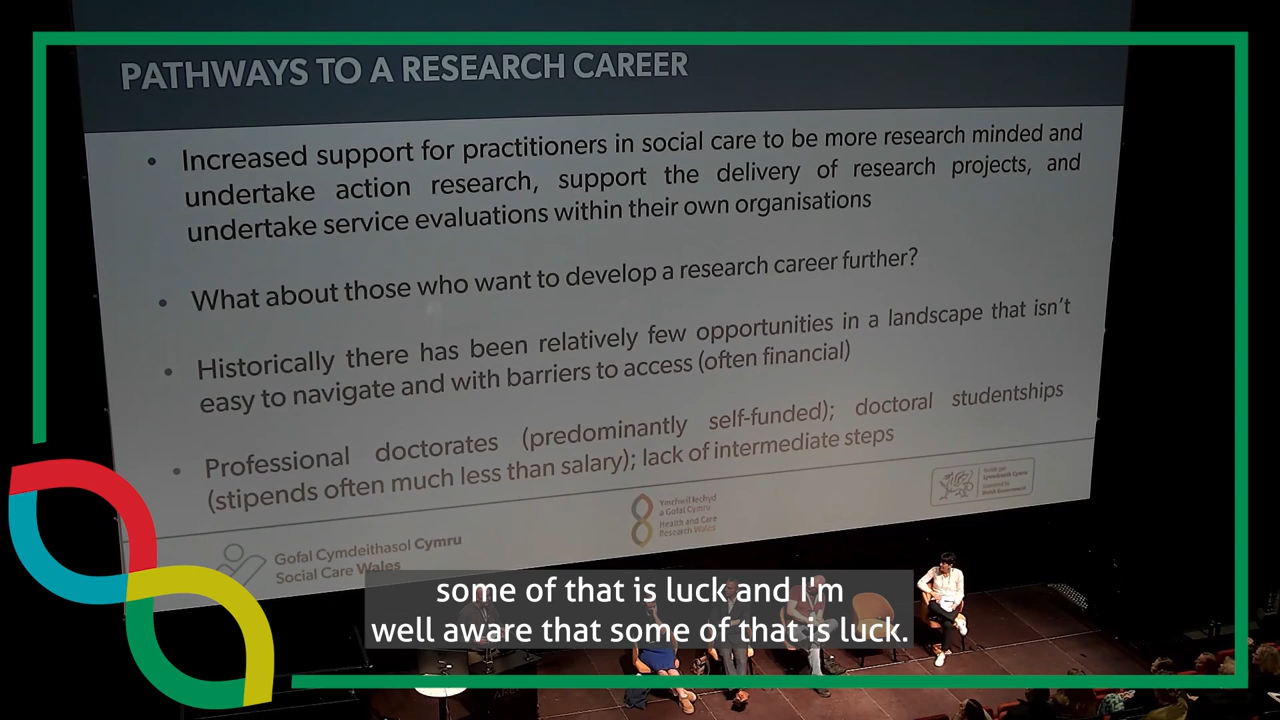 PATHWAYS TO A RESEARCH CAREER
• Increased support for practitioners in social care to be more research minded and
undertake action research, support the delivery of research projects, and
undertake service evaluations within their own organisations
• What about those who want to develop a research career further?
• Historically there has been relatively few opportunities in a landscape that isn't
easy to navigate and with barriers to access (often financial)
• Professional doctorates (predominantly self-funded); doctoral studentships
(stipends often much less than salary); lack of intermediate steps
Gofal Cymdeithasol Cymru
Social Care Wales
Ymchwil Iechyd
a Gofal Cymru
Health and Care
Research Wales
Llywodraeth Cymru
Welsh Government
some of that is luck and I'm
well aware that some of that is luck.